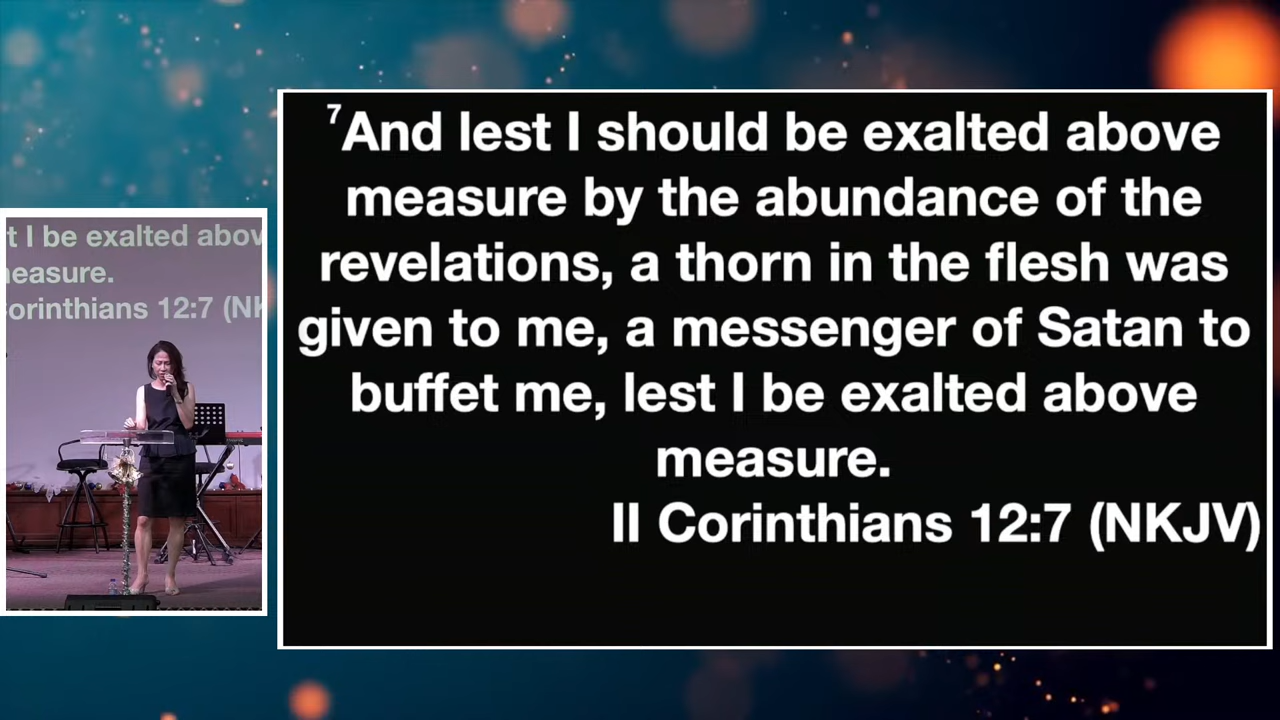 ⁷And lest I should be exalted above
measure by the abundance of the
revelations, a thorn in the flesh was
given to me, a messenger of Satan to
buffet me, lest I be exalted above
measure.
II Corinthians 12:7 (NKJV)
t I be exalted abov
measure.
Corinthians 12:7 (NK